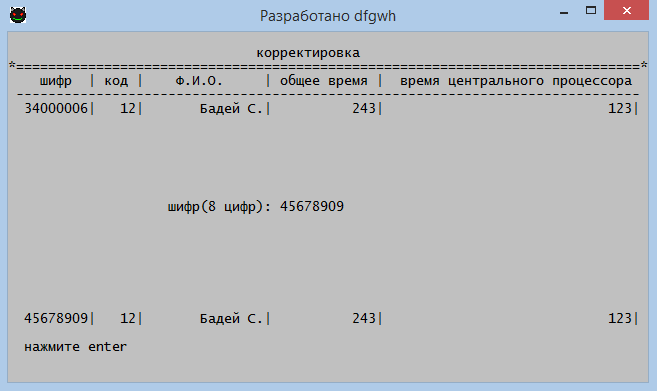 Разработано dfgwh
корректировка
*==============================================================================*
шифр | код | Ф.И.О. | общее время | время центрального процессора
------------------------------------------------------------------------------
34000006| 12| Бадей С.| 243| 123|
шифр(8 цифр): 45678909
45678909| 12| Бадей С.| 243| 123|
нажмите enter